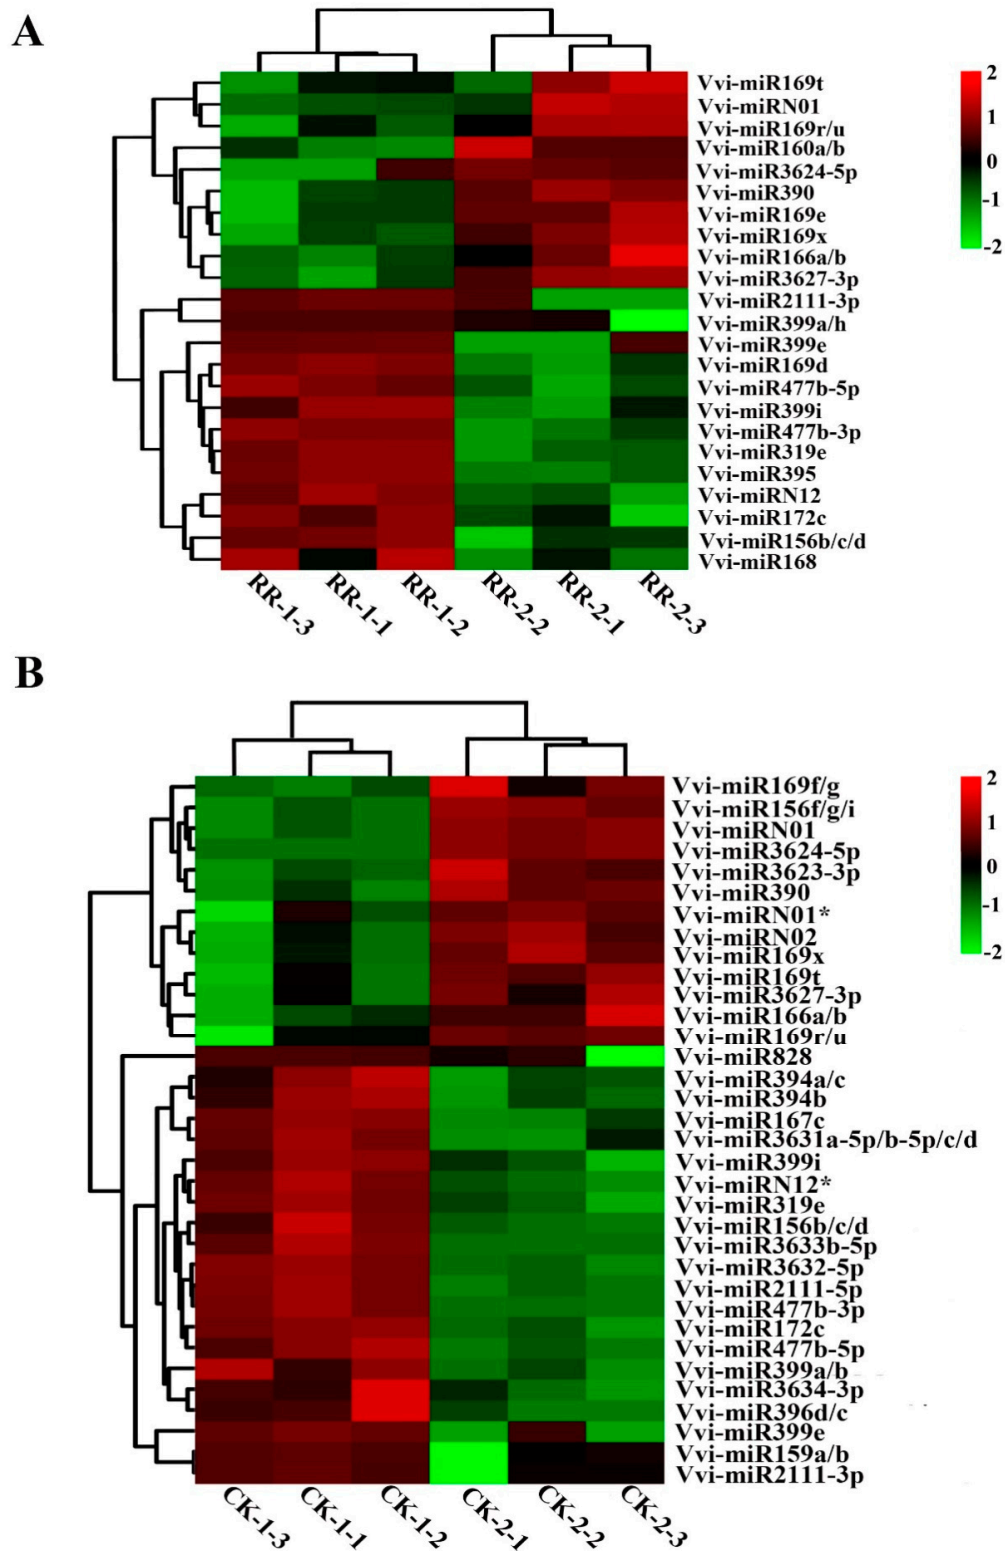 A
Vvi-miR169t
Vvi-miRN01
Vvi-miR169r/u
Vvi-miR160a/b
Vvi-miR3624-5p
Vvi-miR390
Vvi-miR169e
Vvi-miR169x
Vvi-miR166a/b
Vvi-miR3627-3p
Vvi-miR2111-3p
Vvi-miR399a/h
Vvi-miR399e
Vvi-miR169d
Vvi-miR477b-5p
Vvi-miR399i
Vvi-miR477b-3p
Vvi-miR319e
Vvi-miR395
Vvi-miRN12
Vvi-miR172c
Vvi-miR156b/c/d
Vvi-miR168
2
1
0
-1
-2
RR-1-3 RR-1-1 RR-1-2 RR-2-2 RR-2-1 RR-2-3
B
Vvi-miR169f/g
Vvi-miR156f/g/i
Vvi-miRN01
Vvi-miR3624-5p
Vvi-miR3623-3p
Vvi-miR390
Vvi-miRN01*
Vvi-miRN02
Vvi-miR169x
Vvi-miR169t
Vvi-miR3627-3p
Vvi-miR166a/b
Vvi-miR169r/u
Vvi-miR828
Vvi-miR394a/c
Vvi-miR394b
Vvi-miR167c
Vvi-miR3631a-5p/b-5p/c/d
Vvi-miR399i
Vvi-miRN12*
Vvi-miR319e
Vvi-miR156b/c/d
Vvi-miR3633b-5p
Vvi-miR3632-5p
Vvi-miR2111-5p
Vvi-miR477b-3p
Vvi-miR172c
Vvi-miR477b-5p
Vvi-miR399a/b
Vvi-miR3634-3p
Vvi-miR396d/c
Vvi-miR399e
Vvi-miR159a/b
Vvi-miR2111-3p
2
1
0
-1
-2
CK-1-3 CK-1-1 CK-1-2 CK-2-1 CK-2-2 CK-2-3